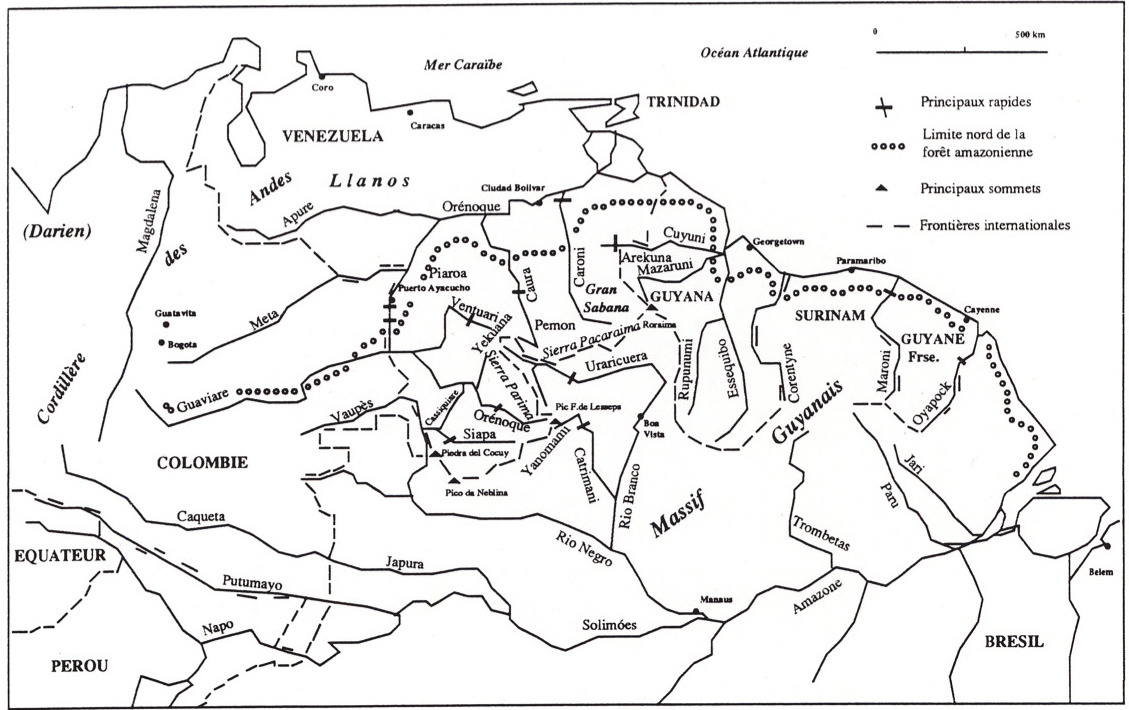 0
500 km
Océan Atlantique
Mer Caraïbe
Principaux rapides
Limite nord de la
forêt amazonienne
Principaux sommets
Frontières internationales
Coro
TRINIDAD
Caracas
VENEZUELA
Andes
Llanos
Ciudad Bolivar
Orénoque
Apure
Magdalena
(Darien)
des
Cuyuni
Georgetown
Arekuna
Mazaruni
Paramaribo
Piaroa
Puerto Ayacucho
Caura
Caroni
Gran
Sabana
GUYANA
SURINAM
Cayenne
GUYANE
Frse.
Guatavita
Bogota
Meta
Ventuari
Yekuana
Pemon
Roraima
Sierra Pacaraima
Uraricuera
Sierra Parima
Rupununi
Essequibo
Corentyne
Maroni
Oyapock
Cordillère
Guaviare
Vaupès
Cassiquiare
Orénoque
Pic F. de Lesseps
Siapa
Piedra del Cocuy
Yanomami
Boa
Vista
Guyanais
COLOMBIE
Pico da Neblina
Catrimani
Rio Branco
Massif
Jari
Paru
Caqueta
Rio Negro
Trombetas
EQUATEUR
Japura
Putumayo
Belem
Manaus
Amazone
Napo
Solimóes
BRESIL
PEROU